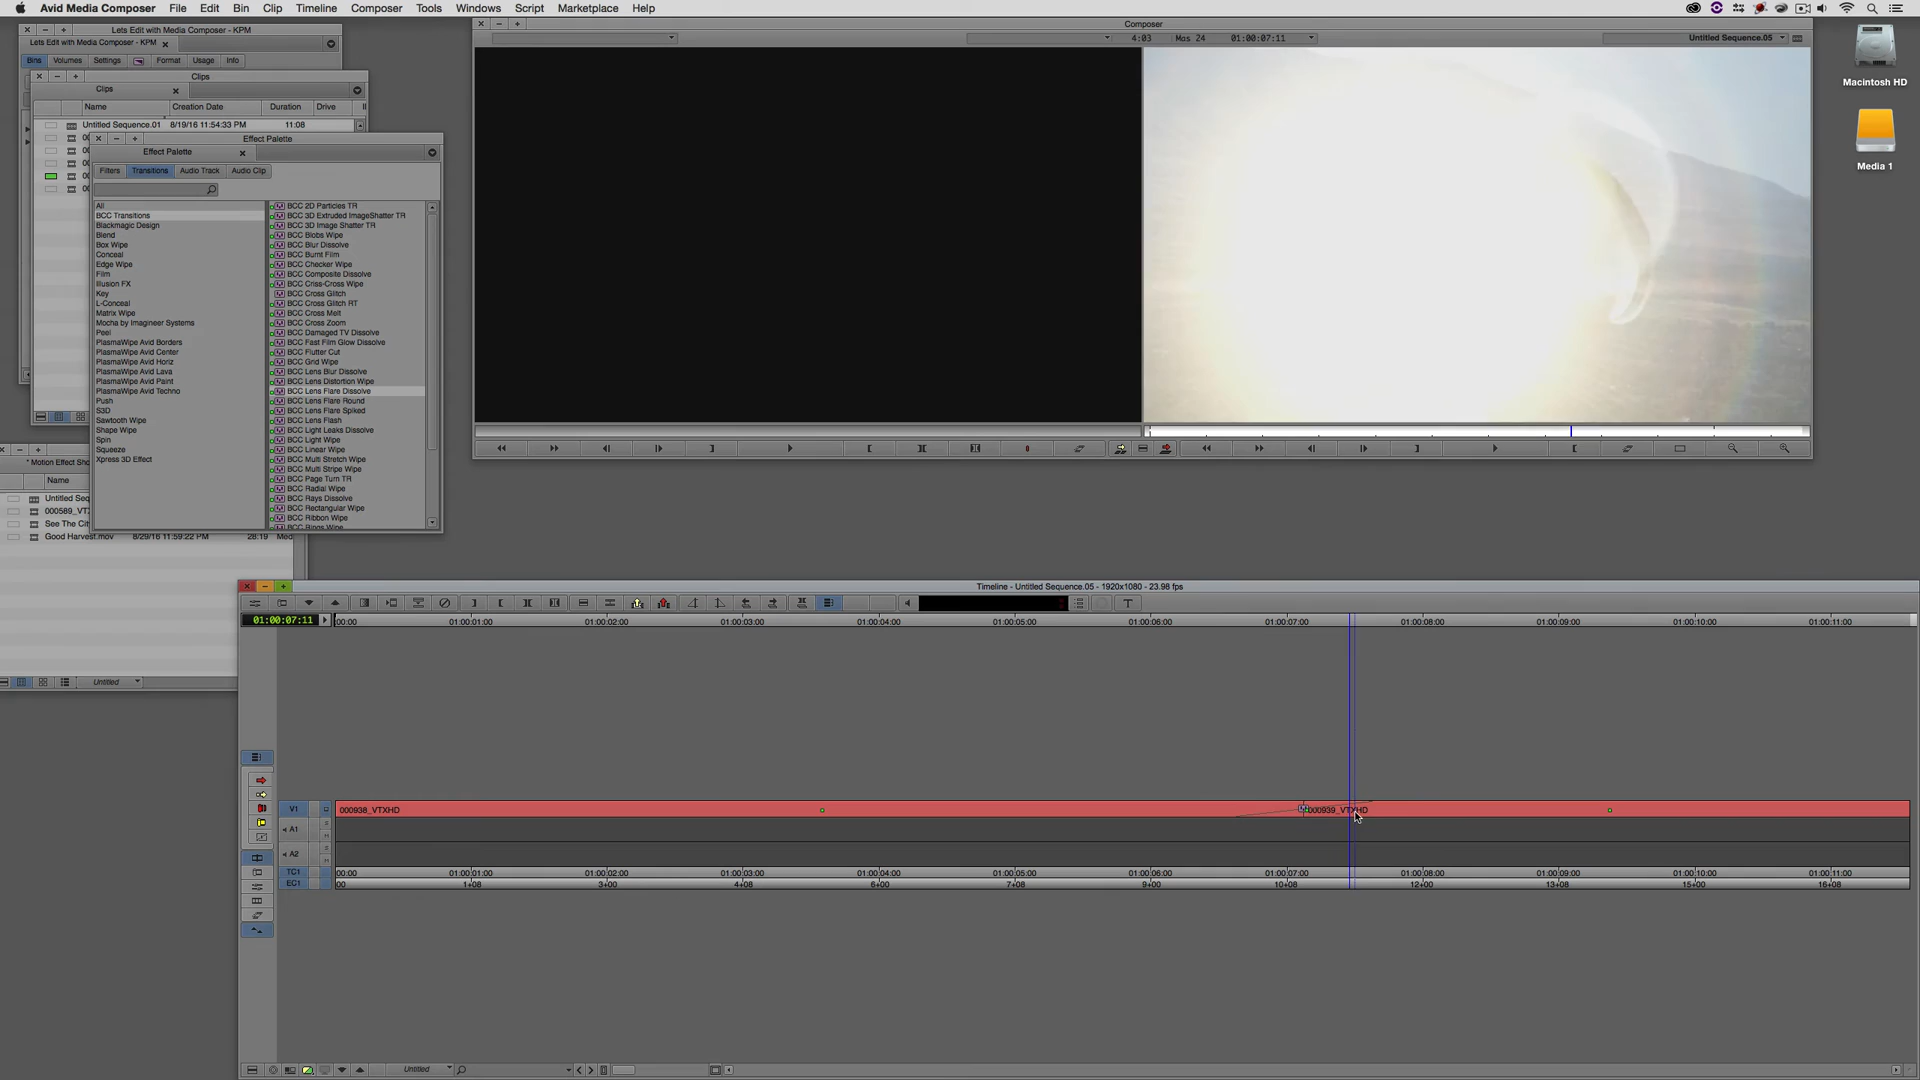 Avid Media Composer File Edit Bin Clip Timeline Composer Tools Windows Script Marketplace Help
Lets Edit with Media Composer - KPM
Lets Edit with Media Composer - KPM
Bins Volumes Settings Format Usage Info
Clips
Clips
Name Creation Date Duration Drive
Untitled Sequence.01 8/19/16 11:54:33 PM 11:08
Effect Palette
Effect Palette
Filters Transitions Audio Track Audio Clip
All
BCC Transitions
Blackmagic Design
Blend
Box Wipe
Conceal
Edge Wipe
Film
Illusion FX
Key
L-Conceal
Matrix Wipe
Mocha by Imagineer Systems
Peel
PlasmaWipe Avid Borders
PlasmaWipe Avid Center
PlasmaWipe Avid Horiz
PlasmaWipe Avid Lava
PlasmaWipe Avid Paint
PlasmaWipe Avid Techno
Push
S3D
Sawtooth Wipe
Shape Wipe
Spin
Squeeze
Xpress 3D Effect
BCC 2D Particles TR
BCC 3D Extruded ImageShatter TR
BCC 3D Image Shatter TR
BCC Blobs Wipe
BCC Blur Dissolve
BCC Burnt Film
BCC Checker Wipe
BCC Composite Dissolve
BCC Criss-Cross Wipe
BCC Cross Glitch
BCC Cross Glitch RT
BCC Cross Melt
BCC Cross Zoom
BCC Damaged TV Dissolve
BCC Fast Film Glow Dissolve
BCC Flutter Cut
BCC Grid Wipe
BCC Lens Blur Dissolve
BCC Lens Distortion Wipe
BCC Lens Flare Dissolve
BCC Lens Flare Round
BCC Lens Flare Spiked
BCC Lens Flash
BCC Light Leaks Dissolve
BCC Light Wipe
BCC Linear Wipe
BCC Multi Stretch Wipe
BCC Multi Stripe Wipe
BCC Page Turn TR
BCC Radial Wipe
BCC Rays Dissolve
BCC Rectangular Wipe
BCC Ribbon Wipe
BCC Rings Wipe
* Motion Effect Sho
Name
Untitled Seq
000589_VTX
See The Cit
Good Harvest.mov 8/29/16 11:59:22 PM 28:19 Med
Untitled
Composer
4:03 Mas 24 01:00:07:11 Untitled Sequence.05
Macintosh HD
Media 1
Timeline - Untitled Sequence.05 - 1920x1080 - 23.98 fps
01:00:07:11 00:00 01:00:01:00 01:00:02:00 01:00:03:00 01:00:04:00 01:00:05:00 01:00:06:00 01:00:07:00 01:00:08:00 01:00:09:00 01:00:10:00 01:00:11:00
V1 000938_VTXHD 000939_VTXHD
A1
A2
TC1 00:00 01:00:01:00 01:00:02:00 01:00:03:00 01:00:04:00 01:00:05:00 01:00:06:00 01:00:07:00 01:00:08:00 01:00:09:00 01:00:10:00 01:00:11:00
EC1 00 1+08 3+00 4+08 6+00 7+08 9+00 10+08 12+00 13+08 15+00 16+08
Untitled